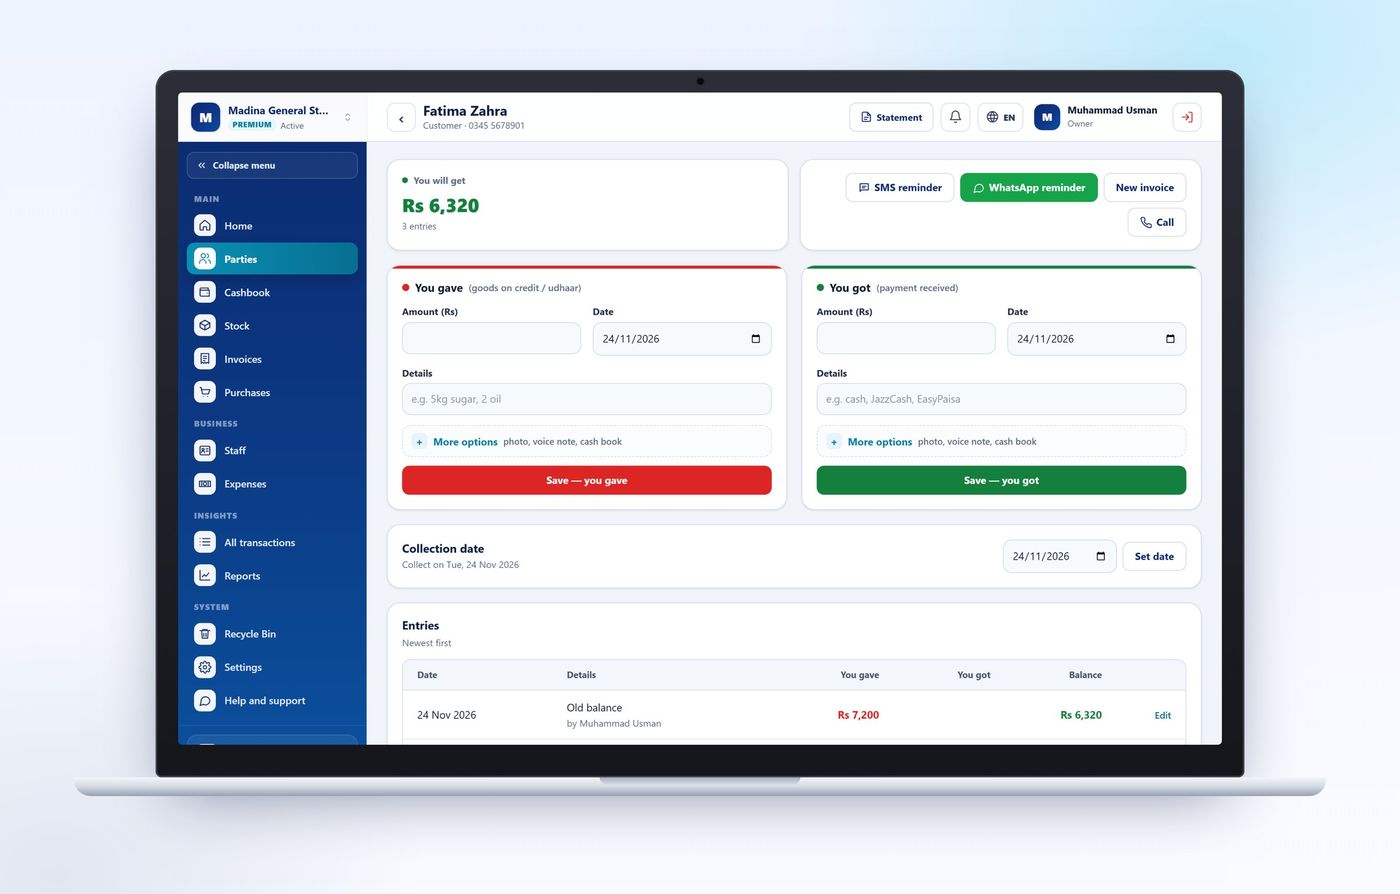 M
Madina General St...
PREMIUM Active
Collapse menu
MAIN
Home
Parties
Cashbook
Stock
Invoices
Purchases
BUSINESS
Staff
Expenses
INSIGHTS
All transactions
Reports
SYSTEM
Recycle Bin
Settings
Help and support
Fatima Zahra
Customer · 0345 5678901
Statement
EN
M
Muhammad Usman
Owner
You will get
Rs 6,320
3 entries
SMS reminder
WhatsApp reminder
New invoice
Call
You gave (goods on credit / udhaar)
Amount (Rs)
Date
24/11/2026
Details
e.g. 5kg sugar, 2 oil
+ More options photo, voice note, cash book
Save — you gave
You got (payment received)
Amount (Rs)
Date
24/11/2026
Details
e.g. cash, JazzCash, EasyPaisa
+ More options photo, voice note, cash book
Save — you got
Collection date
Collect on Tue, 24 Nov 2026
24/11/2026
Set date
Entries
Newest first
Date Details You gave You got Balance
24 Nov 2026 Old balance Rs 7,200 Rs 6,320 Edit
by Muhammad Usman